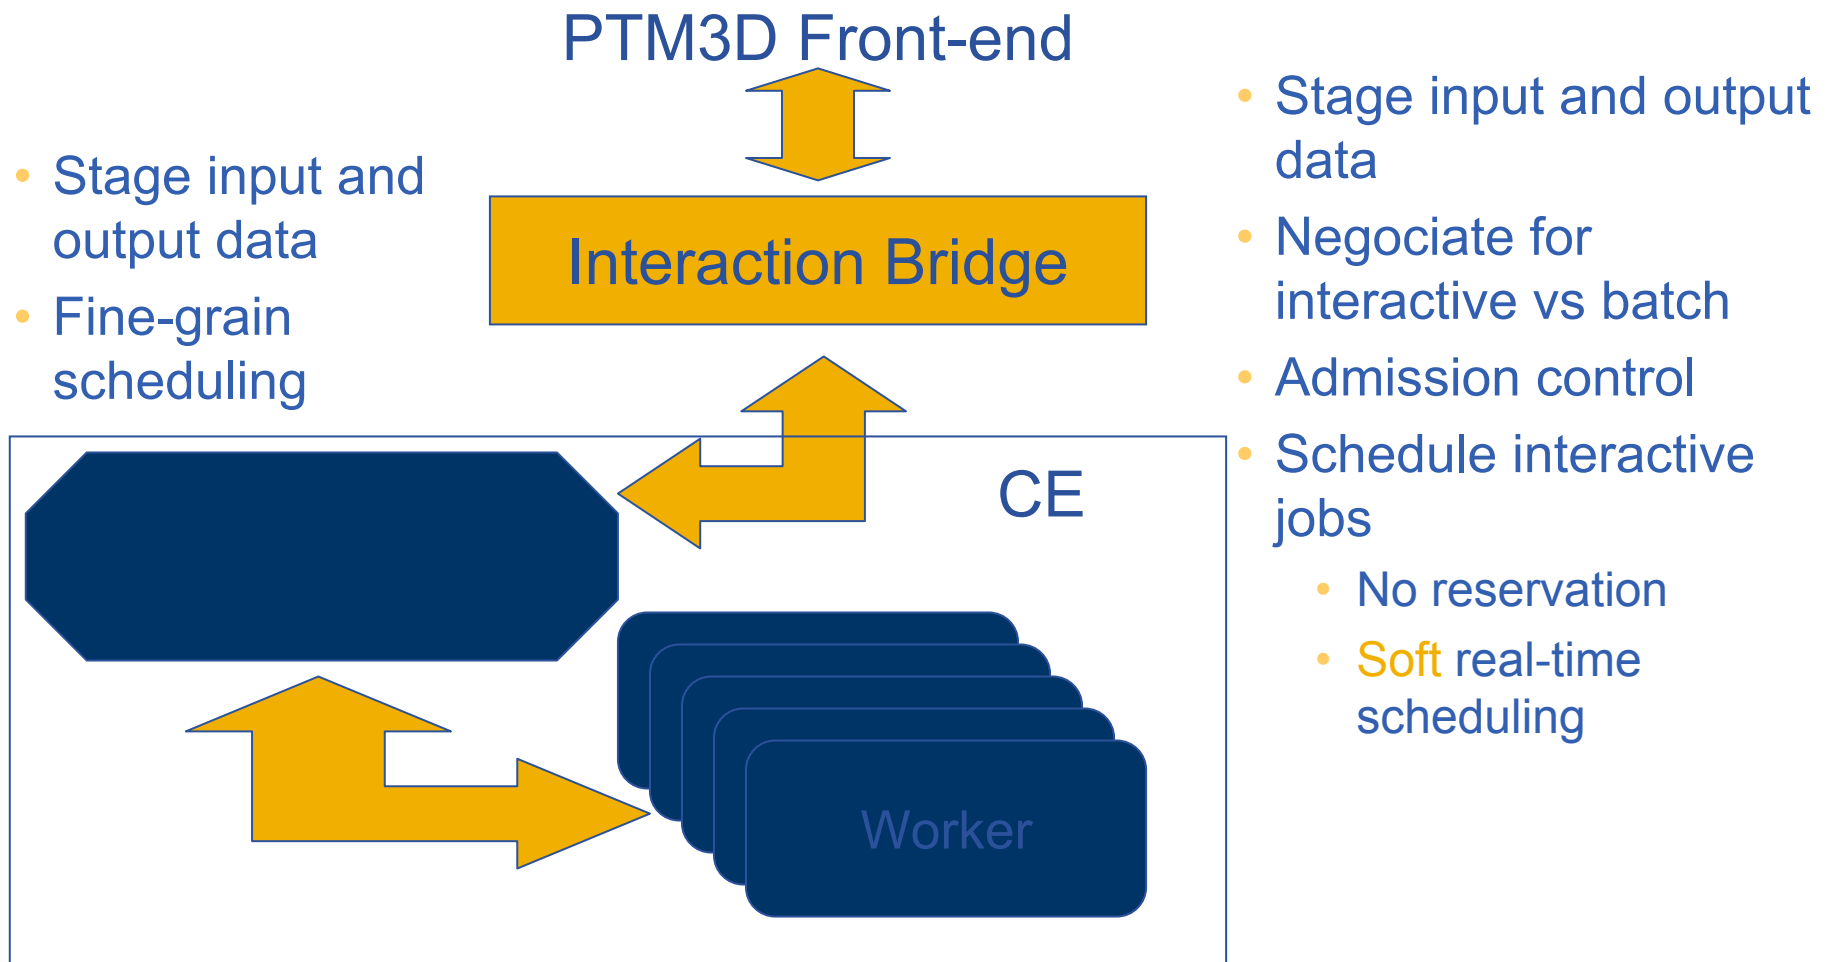 PTM3D Front-end
• Stage input and
output data
• Fine-grain
scheduling
Interaction Bridge
CE
Worker
• Stage input and output
data
• Negociate for
interactive vs batch
• Admission control
• Schedule interactive
jobs
• No reservation
• Soft real-time
scheduling